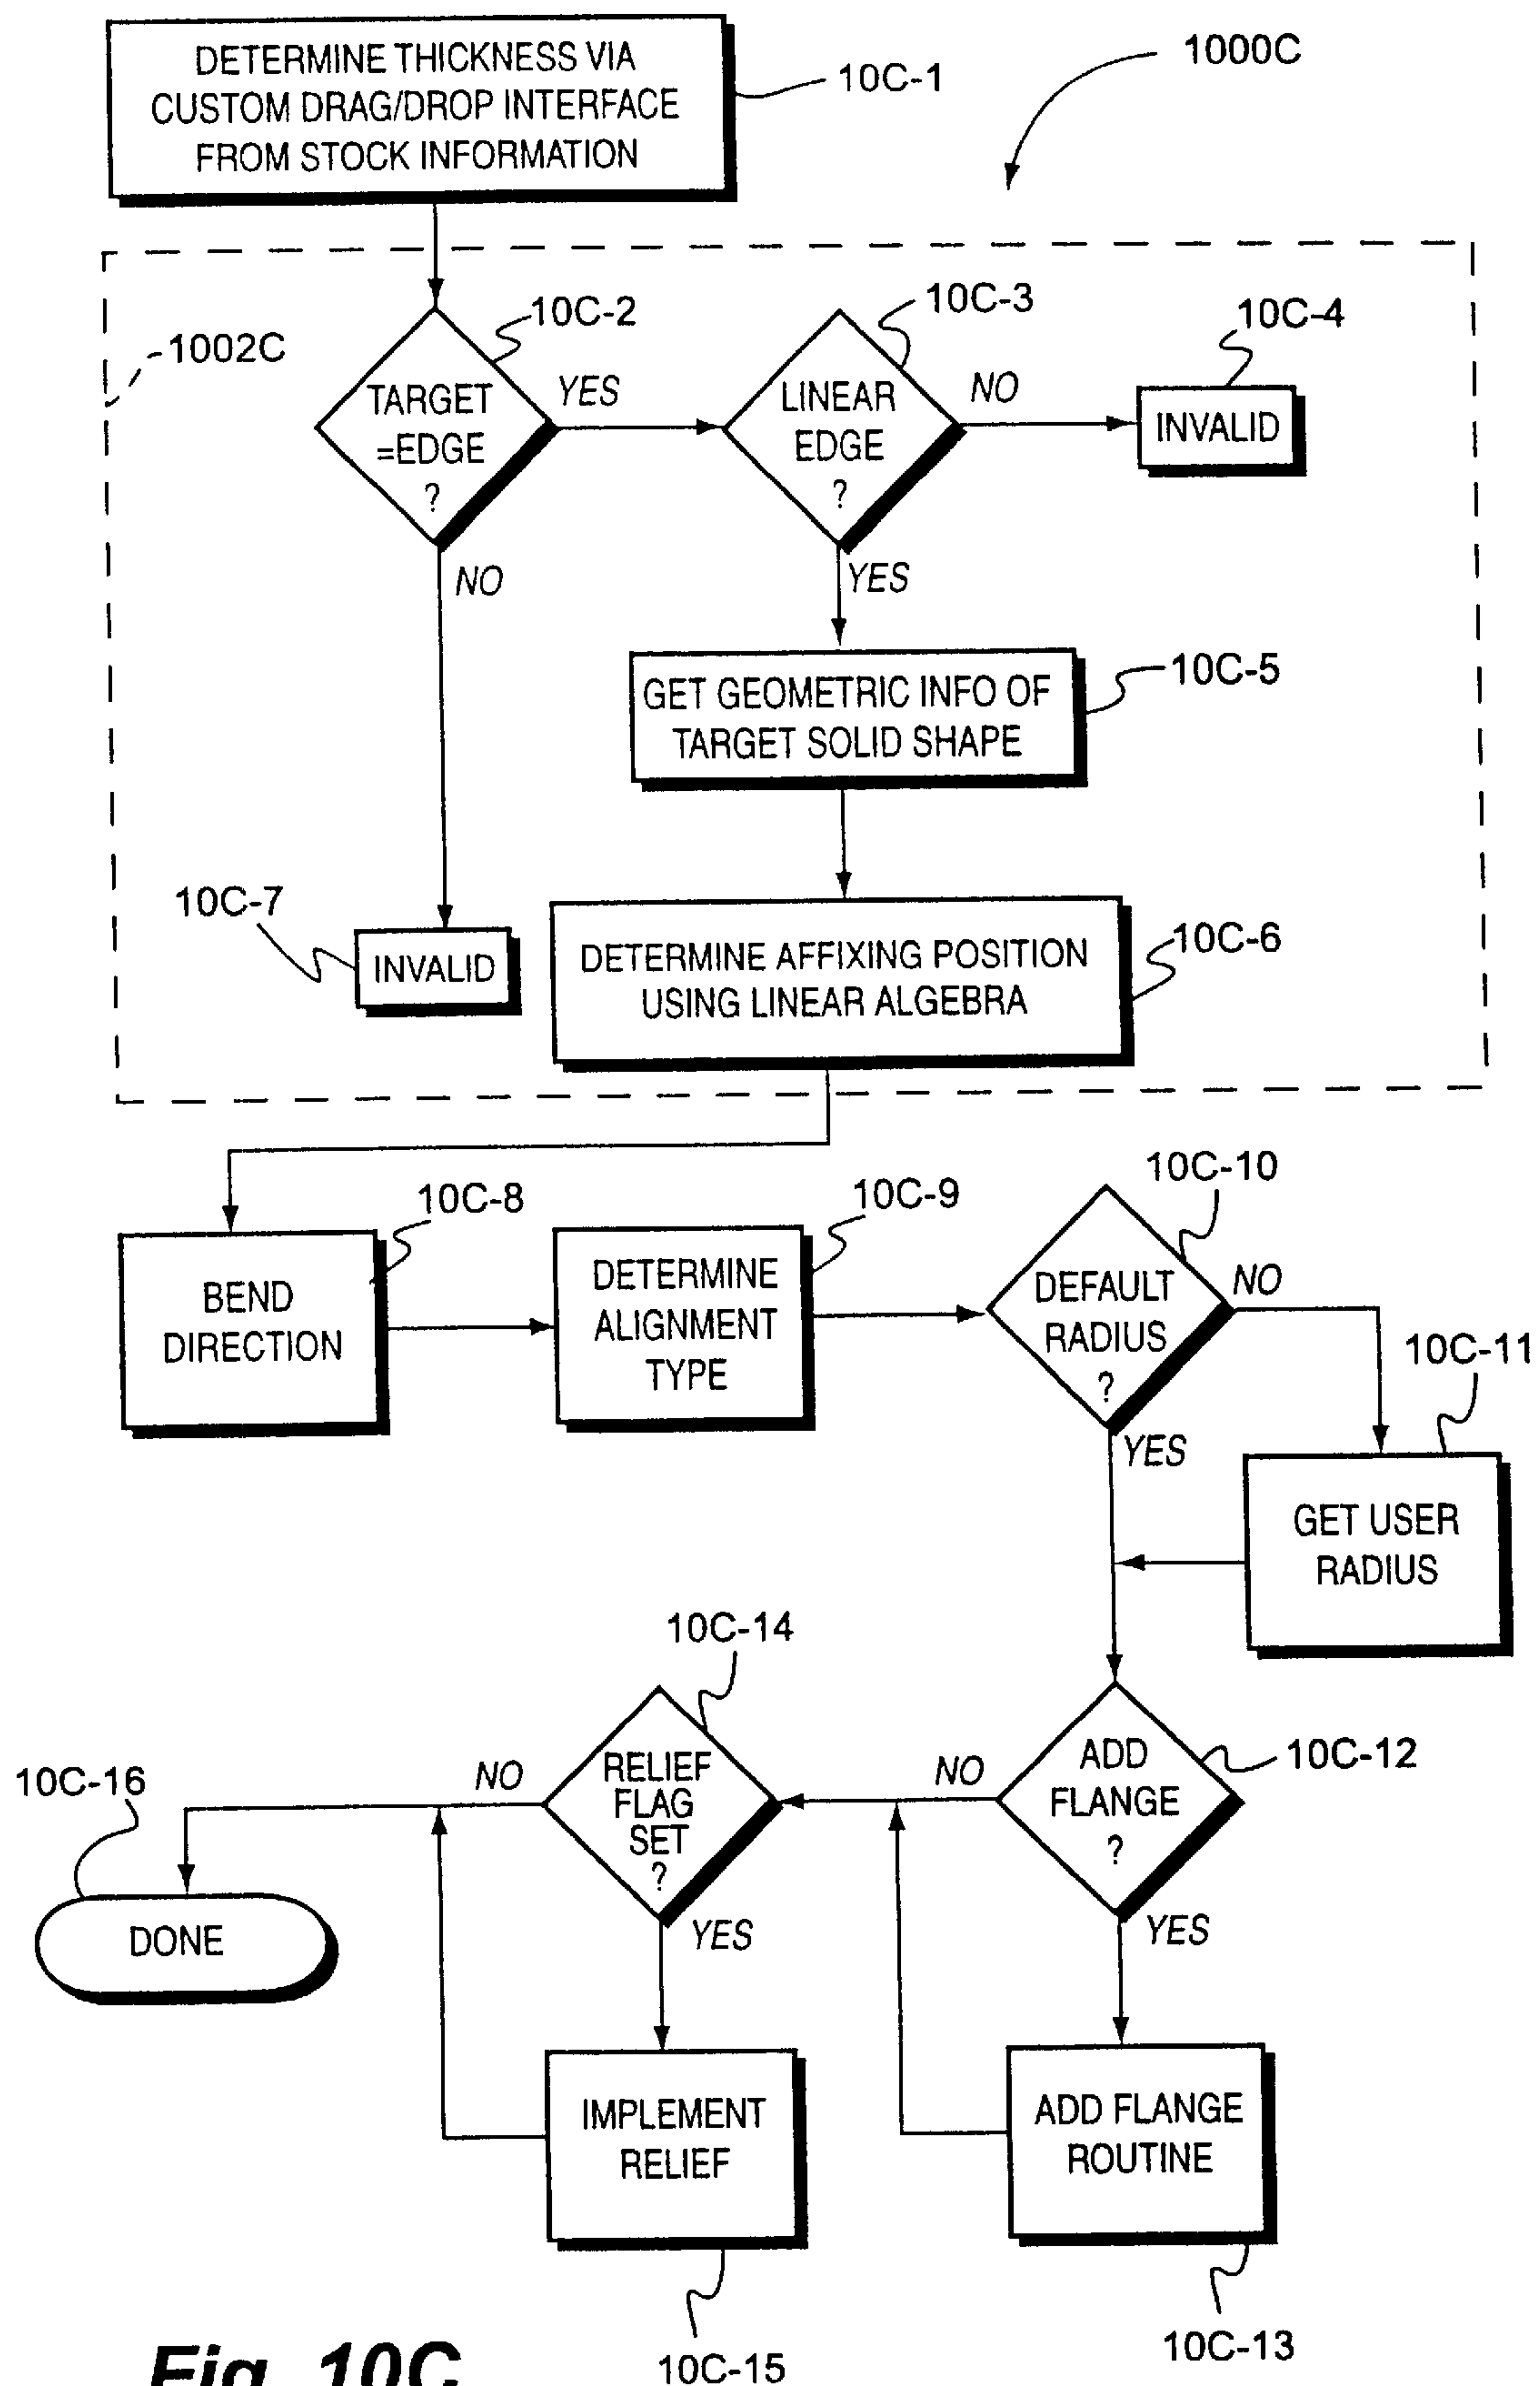 DETERMINE THICKNESS VIA
CUSTOM DRAG/DROP INTERFACE
FROM STOCK INFORMATION
10C-1
1000C
1002C
10C-2
TARGET
=EDGE
?
YES
NO
10C-3
LINEAR
EDGE
?
NO
YES
10C-4
INVALID
GET GEOMETRIC INFO OF
TARGET SOLID SHAPE
10C-5
10C-7
INVALID
DETERMINE AFFIXING POSITION
USING LINEAR ALGEBRA
10C-6
10C-8
BEND
DIRECTION
10C-9
DETERMINE
ALIGNMENT
TYPE
10C-10
DEFAULT
RADIUS
?
NO
YES
10C-11
GET USER
RADIUS
10C-12
ADD
FLANGE
?
NO
YES
10C-14
RELIEF
FLAG
SET
?
NO
YES
10C-16
DONE
IMPLEMENT
RELIEF
10C-15
ADD FLANGE
ROUTINE
10C-13
Fig. 10C